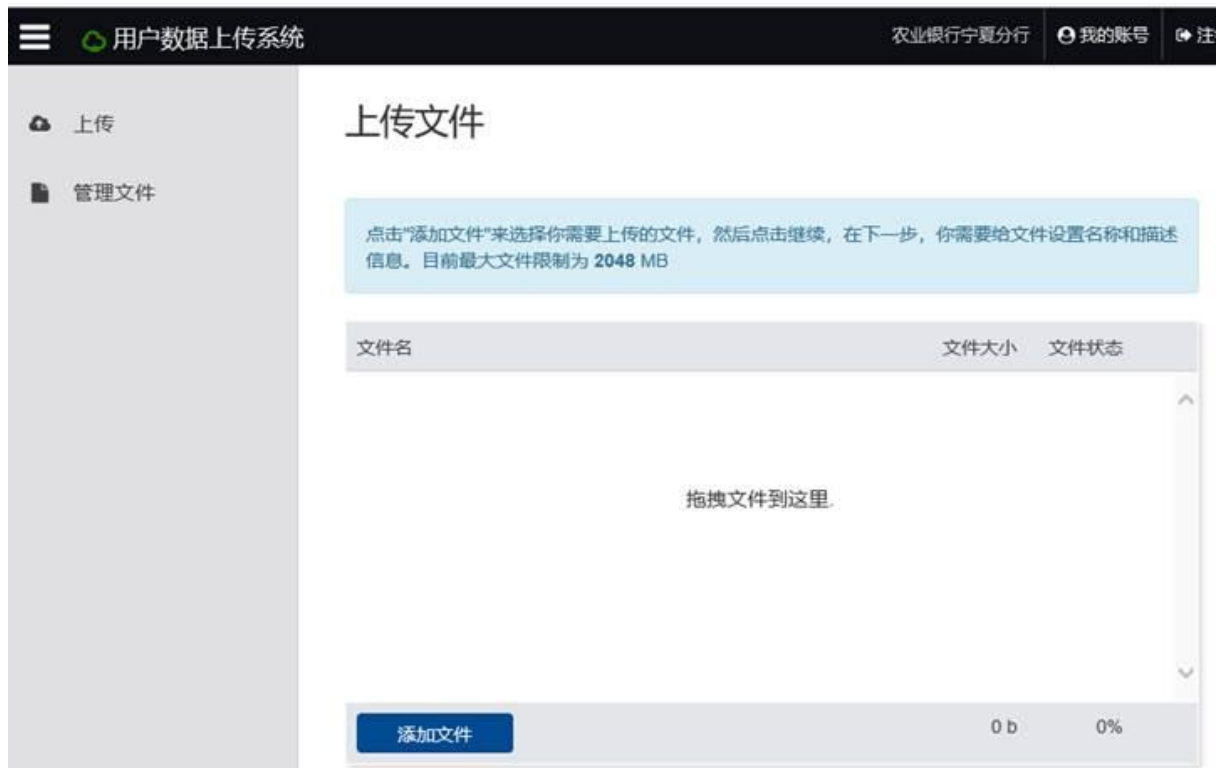 用户数据上传系统
农业银行宁夏分行 我的账号 注
上传
管理文件
上传文件
点击"添加文件"来选择你需要上传的文件，然后点击继续，在下一步，你需要给文件设置名称和描述
信息。目前最大文件限制为 2048 MB
文件名 文件大小 文件状态
拖拽文件到这里.
添加文件 0 b 0%